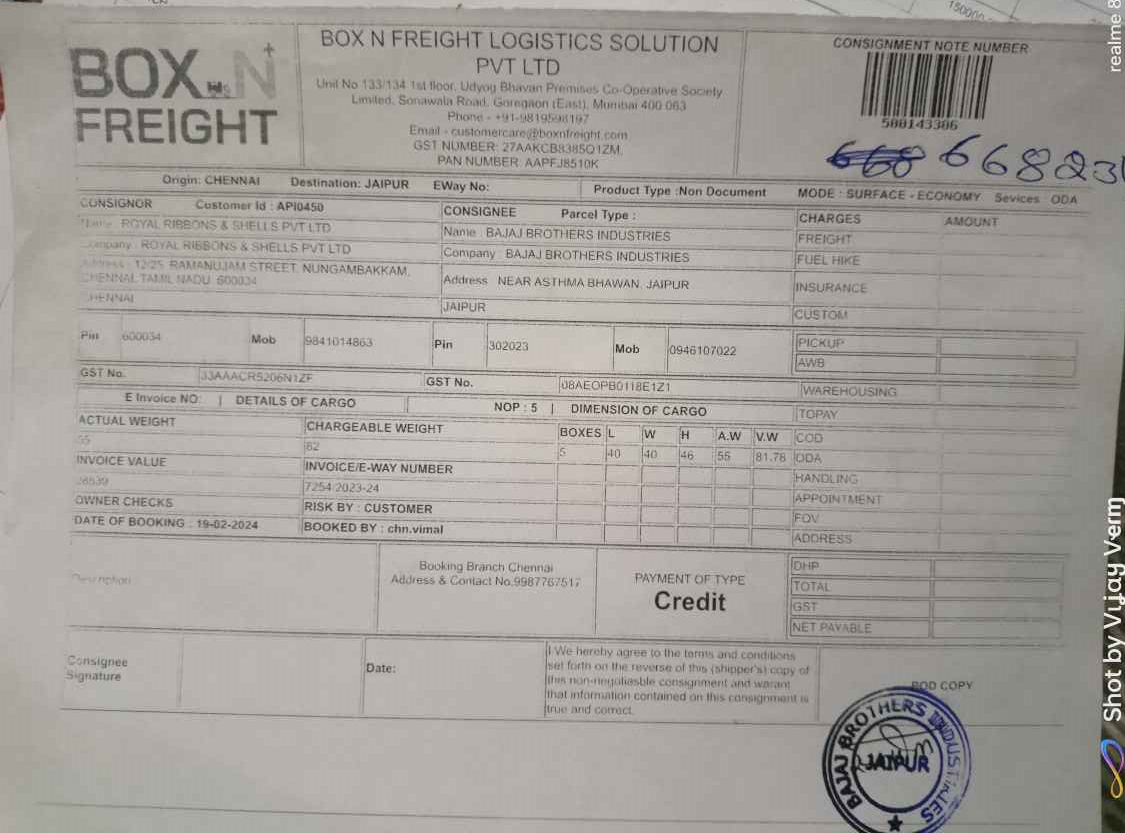 150000
realme 8
BOX N
FREIGHT
BOX N FREIGHT LOGISTICS SOLUTION
PVT LTD
Unit No 133/134 1st floor, Udyog Bhavan Premises Co-Operative Society
Limited, Sonawala Road, Goregaon (East), Mumbai 400 063
Phone - +91-9819598197
Email - customercare@boxnfreight.com
GST NUMBER: 27AAKCB8385Q1ZM,
PAN NUMBER: AAPFJ8510K
CONSIGNMENT NOTE NUMBER
500143306
668 66823
Origin: CHENNAI Destination: JAIPUR EWay No: Product Type :Non Document MODE : SURFACE - ECONOMY Sevices : ODA
CONSIGNOR Customer Id : API0450 CONSIGNEE Parcel Type : CHARGES AMOUNT
Name : ROYAL RIBBONS & SHELLS PVT LTD Name : BAJAJ BROTHERS INDUSTRIES FREIGHT
Company : ROYAL RIBBONS & SHELLS PVT LTD Company : BAJAJ BROTHERS INDUSTRIES FUEL HIKE
Address : 12/25, RAMANUJAM STREET, NUNGAMBAKKAM, Address NEAR ASTHMA BHAWAN, JAIPUR INSURANCE
CHENNAI, TAMIL NADU 600034
CHENNAI JAIPUR CUSTOM
Pin 600034 Mob 9841014863 Pin 302023 Mob 0946107022 PICKUP
AWB
GST No. 33AAACR5206N1ZF GST No. 08AEOPB0118E1Z1 WAREHOUSING
E Invoice NO: | DETAILS OF CARGO NOP : 5 | DIMENSION OF CARGO TOPAY
ACTUAL WEIGHT CHARGEABLE WEIGHT BOXES L W H A.W V.W COD
55 82 5 40 40 46 55 81.78 ODA
INVOICE VALUE INVOICE/E-WAY NUMBER HANDLING
7254/2023-24 APPOINTMENT
OWNER CHECKS RISK BY : CUSTOMER FOV
DATE OF BOOKING : 19-02-2024 BOOKED BY : chn.vimal ADDRESS
Description
Booking Branch Chennai
Address & Contact No.9987767517
PAYMENT OF TYPE
Credit
DHP
TOTAL
GST
NET PAYABLE
Consignee
Signature
Date:
I/We hereby agree to the terms and conditions
set forth on the reverse of this (shipper's) copy of
this non-negotiasble consignment and warant
that information contained on this consignment is
true and correct.
POD COPY
BAJAJ BROTHERS INDUSTRIES
JAIPUR
Shot by Vijay Verm